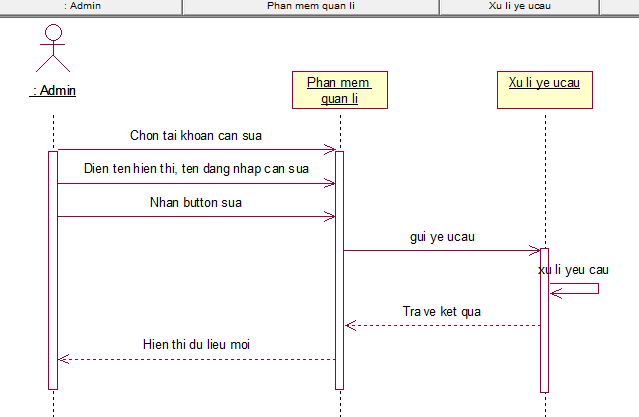 : Admin
Phan mem quan li
Xu li ye ucau
: Admin
Phan mem
quan li
Xu li ye ucau
Chon tai khoan can sua
Dien ten hien thi, ten dang nhap can sua
Nhan button sua
gui ye ucau
xu li yeu cau
Tra ve ket qua
Hien thi du lieu moi